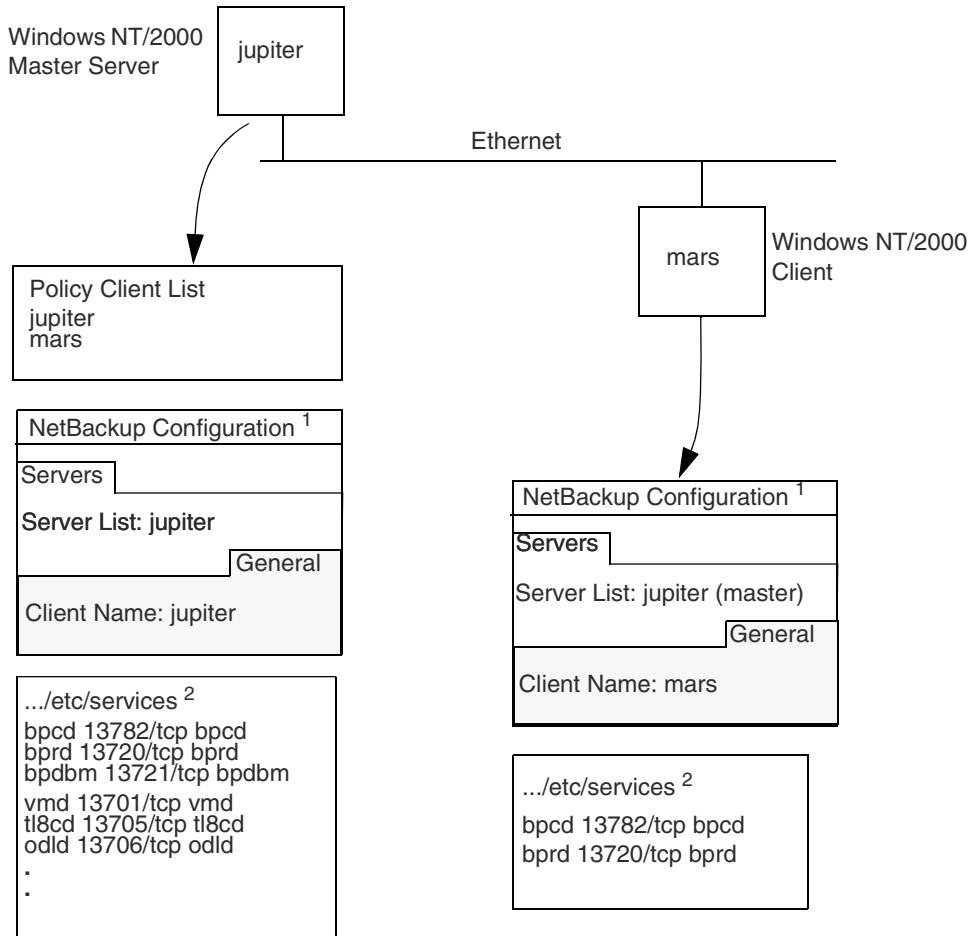 Windows NT/2000
Master Server
jupiter
Ethernet
mars
Windows NT/2000
Client
Policy Client List
jupiter
mars
NetBackup Configuration 1
Servers
Server List: jupiter
General
Client Name: jupiter
.../etc/services 2
bpcd 13782/tcp bpcd
bprd 13720/tcp bprd
bpdbm 13721/tcp bpdbm
vmd 13701/tcp vmd
tl8cd 13705/tcp tl8cd
odld 13706/tcp odld
.
.
NetBackup Configuration 1
Servers
Server List: jupiter (master)
General
Client Name: mars
.../etc/services 2
bpcd 13782/tcp bpcd
bprd 13720/tcp bprd